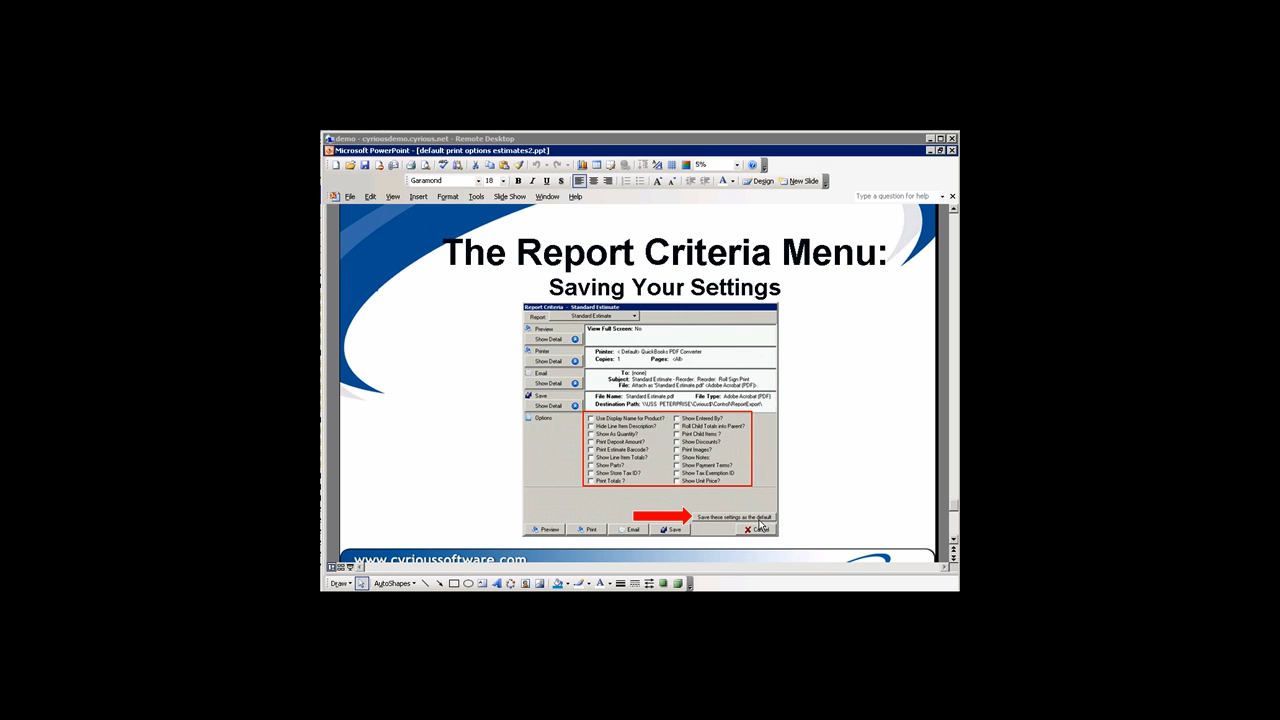 demo - cyriousdemo.cyrious.net - Remote Desktop
Microsoft PowerPoint - [default print options estimates2.ppt]
5%
Garamond 18 B I U S A A A Design New Slide
File Edit View Insert Format Tools Slide Show Window Help Type a question for help
The Report Criteria Menu:
Saving Your Settings
Report Criteria - Standard Estimate
Report Standard Estimate
Preview View Full Screen: No
Show Detail
Printer Printer: < Default> QuickBooks PDF Converter
Show Detail Copies: 1 Pages: <All>
Email To: (none)
Show Detail Subject: Standard Estimate - Reorder: Reorder: Roll Sign Print
File: Attach as 'Standard Estimate.pdf' <Adobe Acrobat (PDF)>
Save File Name: Standard Estimate.pdf File Type: Adobe Acrobat (PDF)
Show Detail Destination Path: \\USS_PETERPRISE\Cyrious$\Control\ReportExport\
Options Use Display Name for Product? Show Entered By?
Hide Line Item Description? Roll Child Totals into Parent?
Show As Quantity? Print Child Items ?
Print Deposit Amount? Show Discounts?
Print Estimate Barcode? Print Images?
Show Line Item Totals? Show Notes:
Show Parts? Show Payment Terms?
Show Store Tax ID? Show Tax Exemption ID
Print Totals ? Show Unit Price?
Save these settings as the default
Preview Print Email Save Cancel
www.cyrioussoftware.com
Draw AutoShapes A